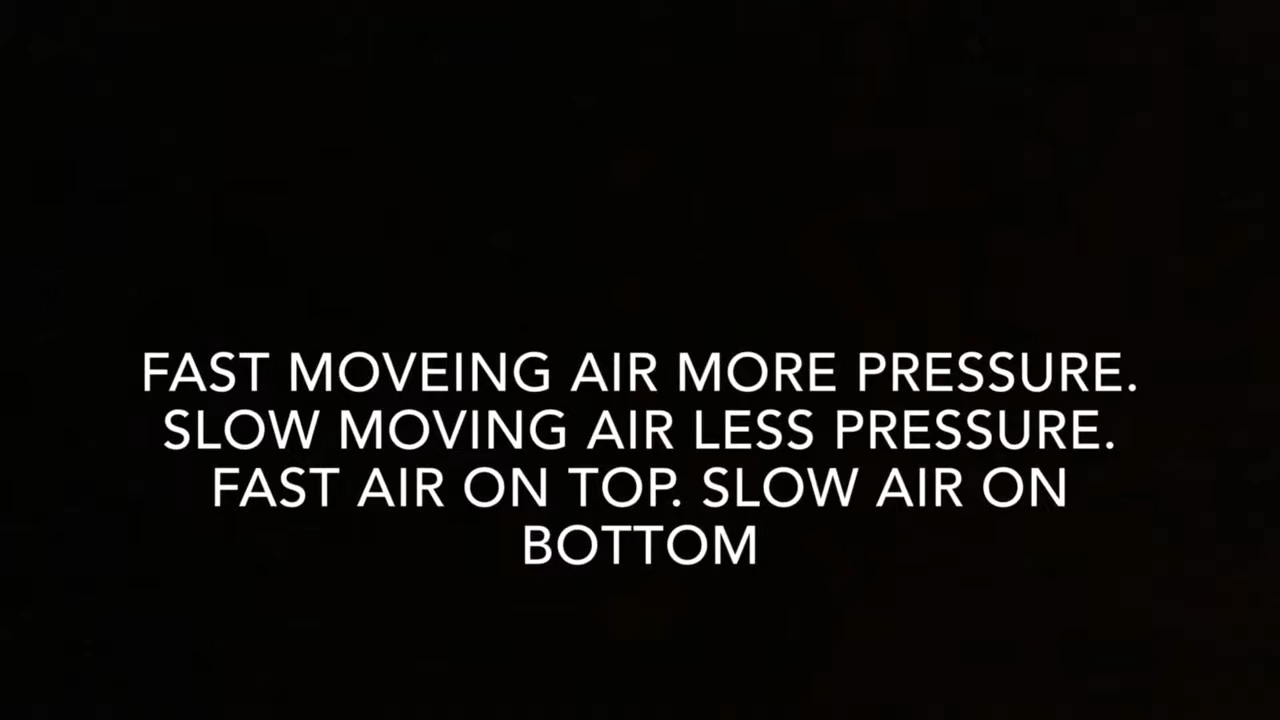 FAST MOVEING AIR MORE PRESSURE.
SLOW MOVING AIR LESS PRESSURE.
FAST AIR ON TOP. SLOW AIR ON
BOTTOM